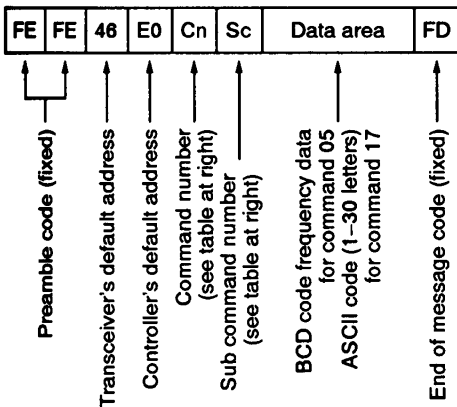 FE FE 46 E0 Cn Sc Data area FD
Preamble code (fixed)
Transceiver's default address
Controller's default address
Command number
(see table at right)
Sub command number
(see table at right)
BCD code frequency data
for command 05
ASCII code (1–30 letters)
for command 17
End of message code (fixed)